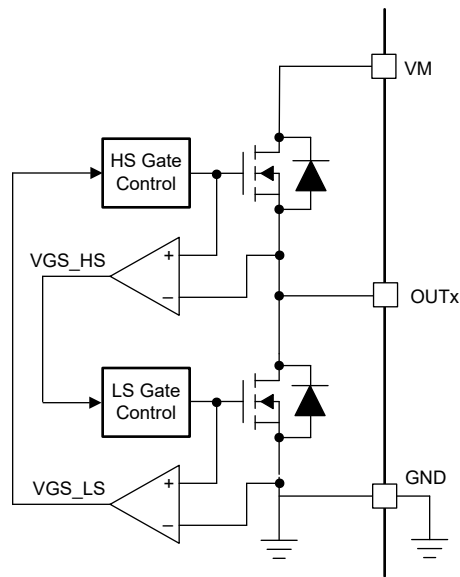 VM
HS Gate
Control
+
VGS_HS
−
OUTx
LS Gate
Control
GND
+
VGS_LS
−